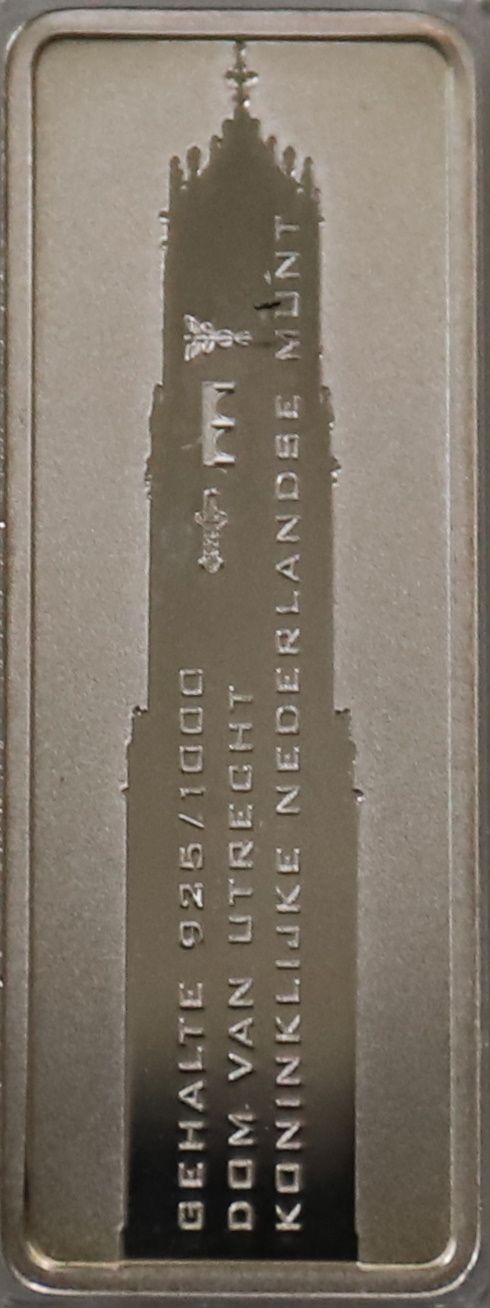 GEHALTE 925/1000
DOM VAN UTRECHT
KONINKLIJKE NEDERLANDSE MUNT